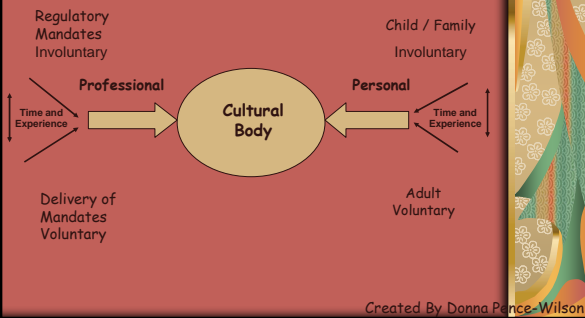 Regulatory
Mandates
Involuntary
Child / Family
Involuntary
Professional
Personal
Time and
Experience
Cultural
Body
Time and
Experience
Delivery of
Mandates
Voluntary
Adult
Voluntary
Created By Donna Pence-Wilson